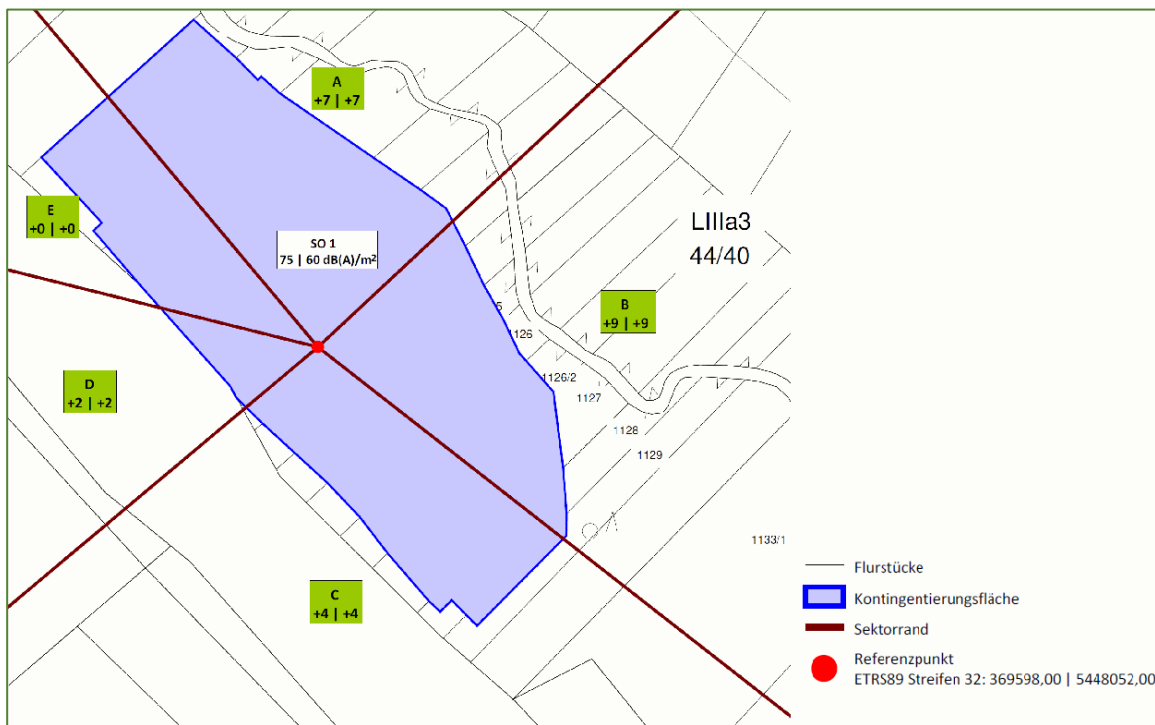 A
+7 | +7
E
+0 | +0
SO 1
75 | 60 dB(A)/m²
LIIIa3
44/40
B
+9 | +9
5
1126
1126/2
1127
D
+2 | +2
1128
1129
1133/1
C
+4 | +4
Flurstücke
Kontingentierungsfläche
Sektorrand
Referenzpunkt
ETRS89 Streifen 32: 369598,00 | 5448052,00